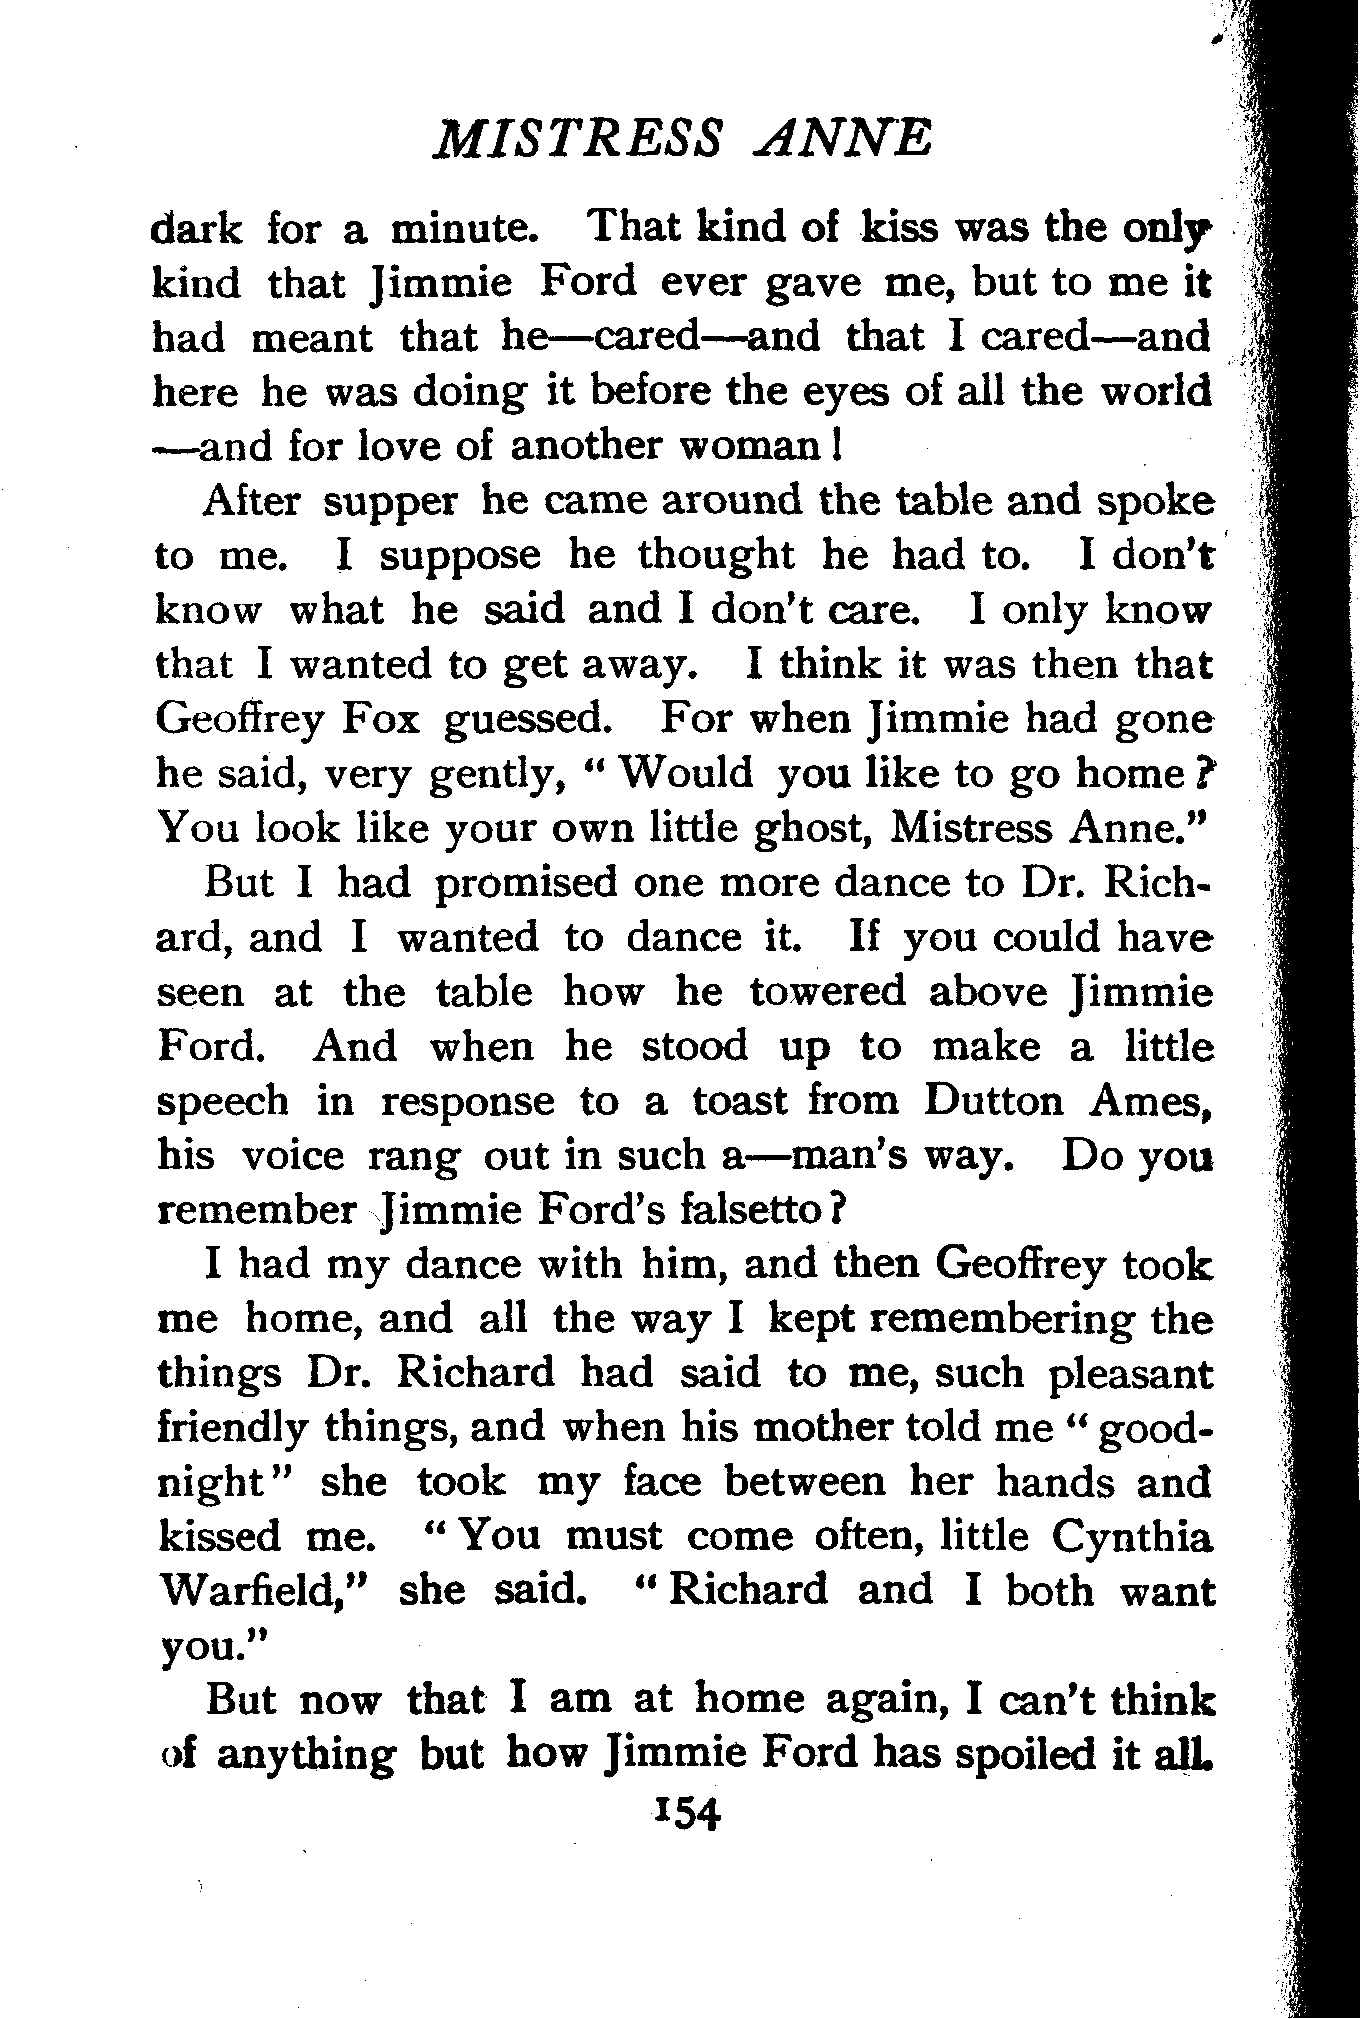 MISTRESS ANNE
dark for a minute. That kind of kiss was the only
kind that Jimmie Ford ever gave me, but to me it
had meant that he—cared—and that I cared—and
here he was doing it before the eyes of all the world
—and for love of another woman!
After supper he came around the table and spoke
to me. I suppose he thought he had to. I don't
know what he said and I don't care. I only know
that I wanted to get away. I think it was then that
Geoffrey Fox guessed. For when Jimmie had gone
he said, very gently, “Would you like to go home?
You look like your own little ghost, Mistress Anne.”
But I had promised one more dance to Dr. Rich-
ard, and I wanted to dance it. If you could have
seen at the table how he towered above Jimmie
Ford. And when he stood up to make a little
speech in response to a toast from Dutton Ames,
his voice rang out in such a—man's way. Do you
remember Jimmie Ford's falsetto?
I had my dance with him, and then Geoffrey took
me home, and all the way I kept remembering the
things Dr. Richard had said to me, such pleasant
friendly things, and when his mother told me “good-
night” she took my face between her hands and
kissed me. “You must come often, little Cynthia
Warfield,” she said. “Richard and I both want
you.”
But now that I am at home again, I can't think
of anything but how Jimmie Ford has spoiled it all.
154